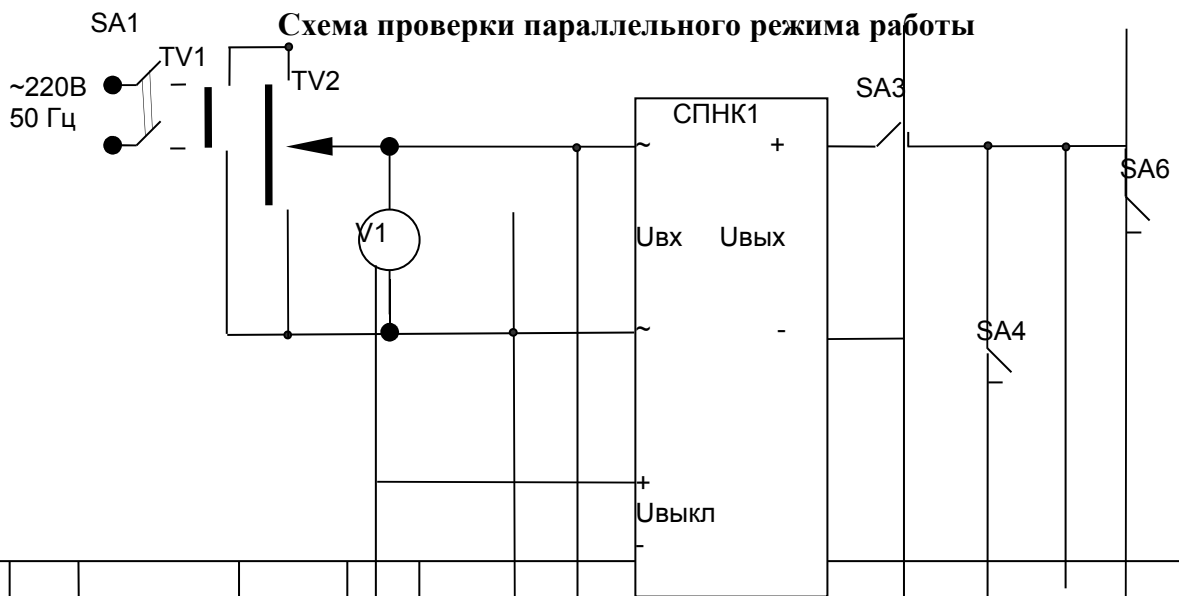 Схема проверки параллельного режима работы
SA1
TV1
~220В
50 Гц
TV2
V1
СПНК1
~
+
Uвх
Uвых
~
-
+
Uвыкл
-
SA3
SA6
SA4